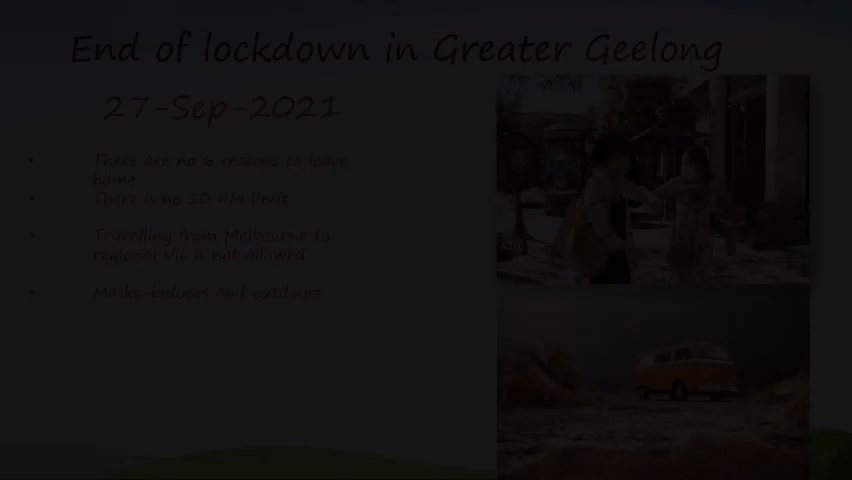 End of lockdown in Greater Geelong
27-Sep-2021
• There are no 6 reasons to leave
home
• There is no 10 KM limit
• Travelling from Melbourne to
regional Vic is not allowed
• Masks-Indoors and outdoors